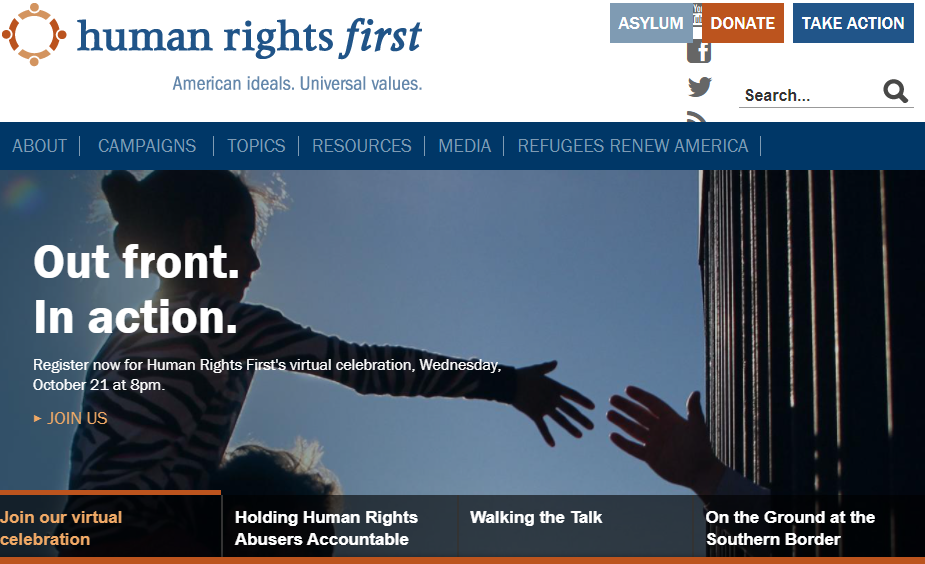 human rights first
American ideals. Universal values.
ASYLUM
DONATE
TAKE ACTION
Search...
ABOUT
CAMPAIGNS
TOPICS
RESOURCES
MEDIA
REFUGEES RENEW AMERICA
Out front.
In action.
Register now for Human Rights First's virtual celebration, Wednesday,
October 21 at 8pm.
JOIN US
Join our virtual
celebration
Holding Human Rights
Abusers Accountable
Walking the Talk
On the Ground at the
Southern Border